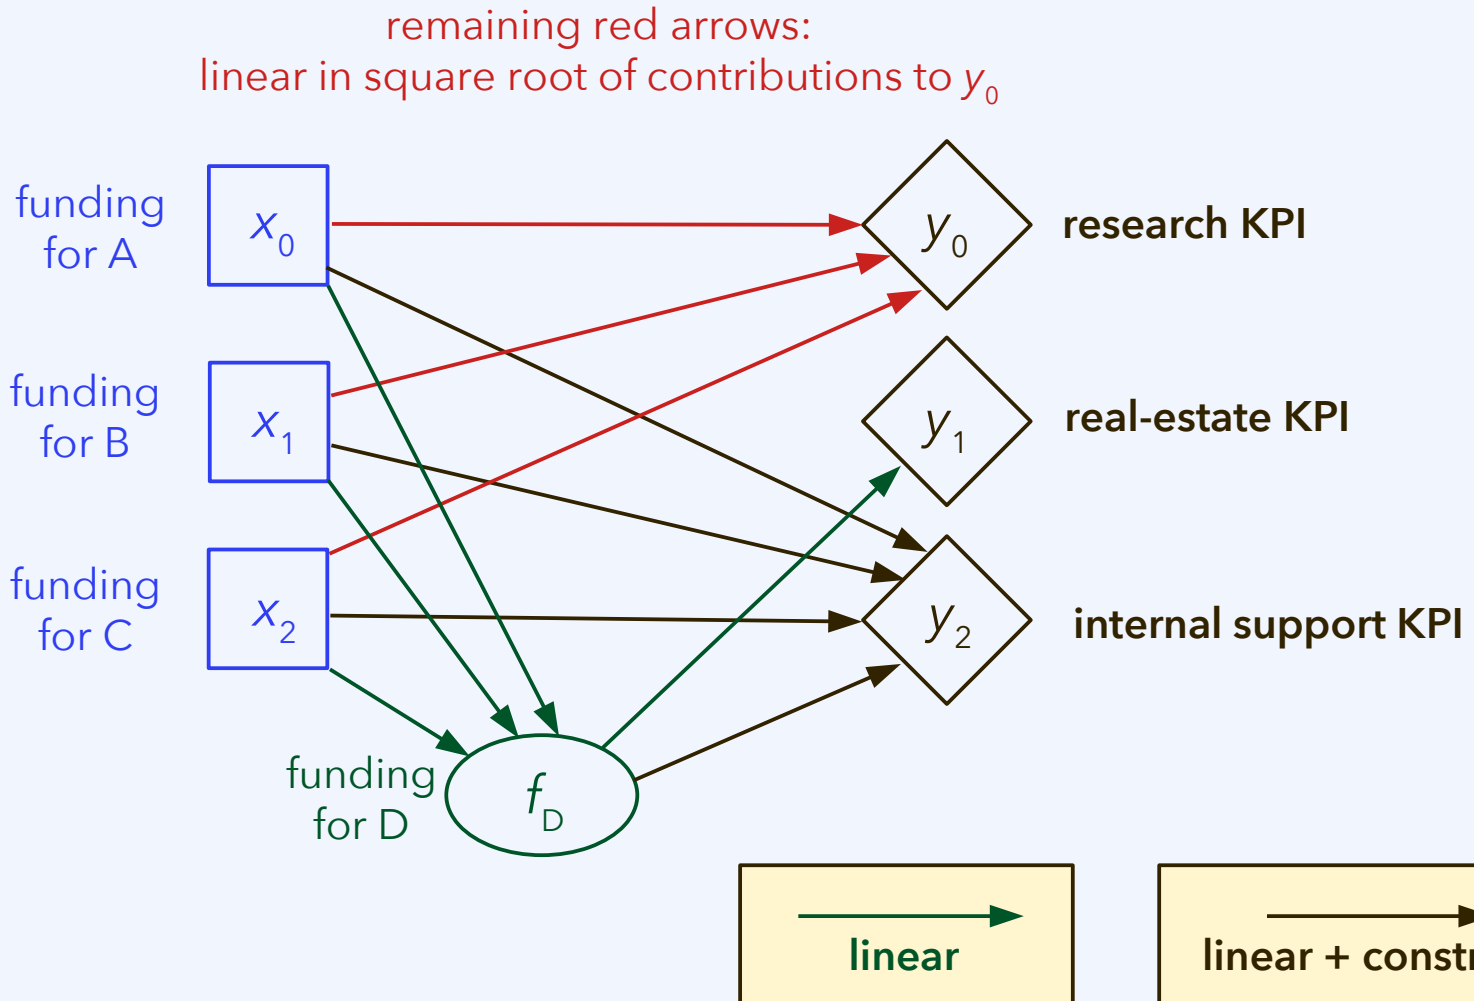 remaining red arrows:
linear in square root of contributions to y0
funding
for A
x0
y0
research KPI
funding
for B
x1
y1
real-estate KPI
funding
for C
x2
y2
internal support KPI
funding
for D
fD
linear
linear +